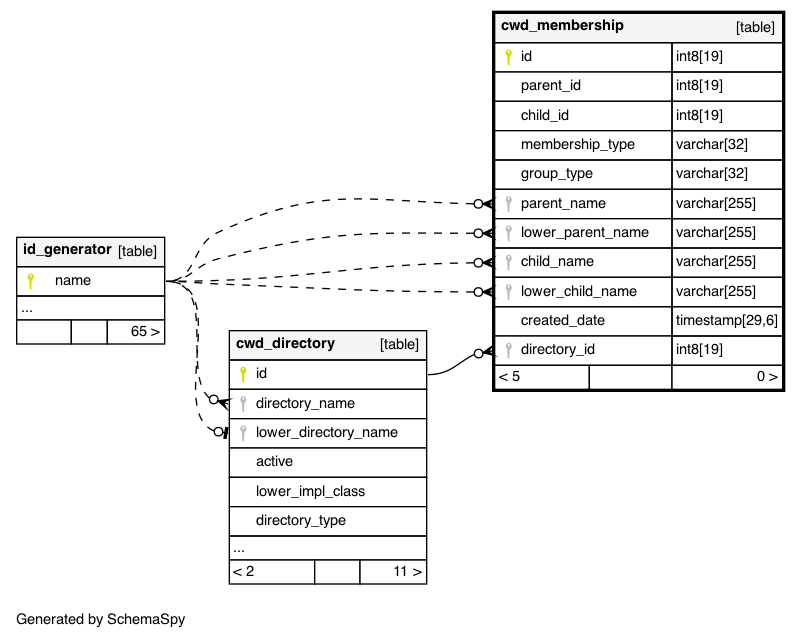 cwd_membership [table]
id int8[19]
parent_id int8[19]
child_id int8[19]
membership_type varchar[32]
group_type varchar[32]
parent_name varchar[255]
lower_parent_name varchar[255]
child_name varchar[255]
lower_child_name varchar[255]
created_date timestamp[29,6]
directory_id int8[19]
< 5 0 >
id_generator [table]
name
...
65 >
cwd_directory [table]
id
directory_name
lower_directory_name
active
lower_impl_class
directory_type
...
< 2 11 >
Generated by SchemaSpy